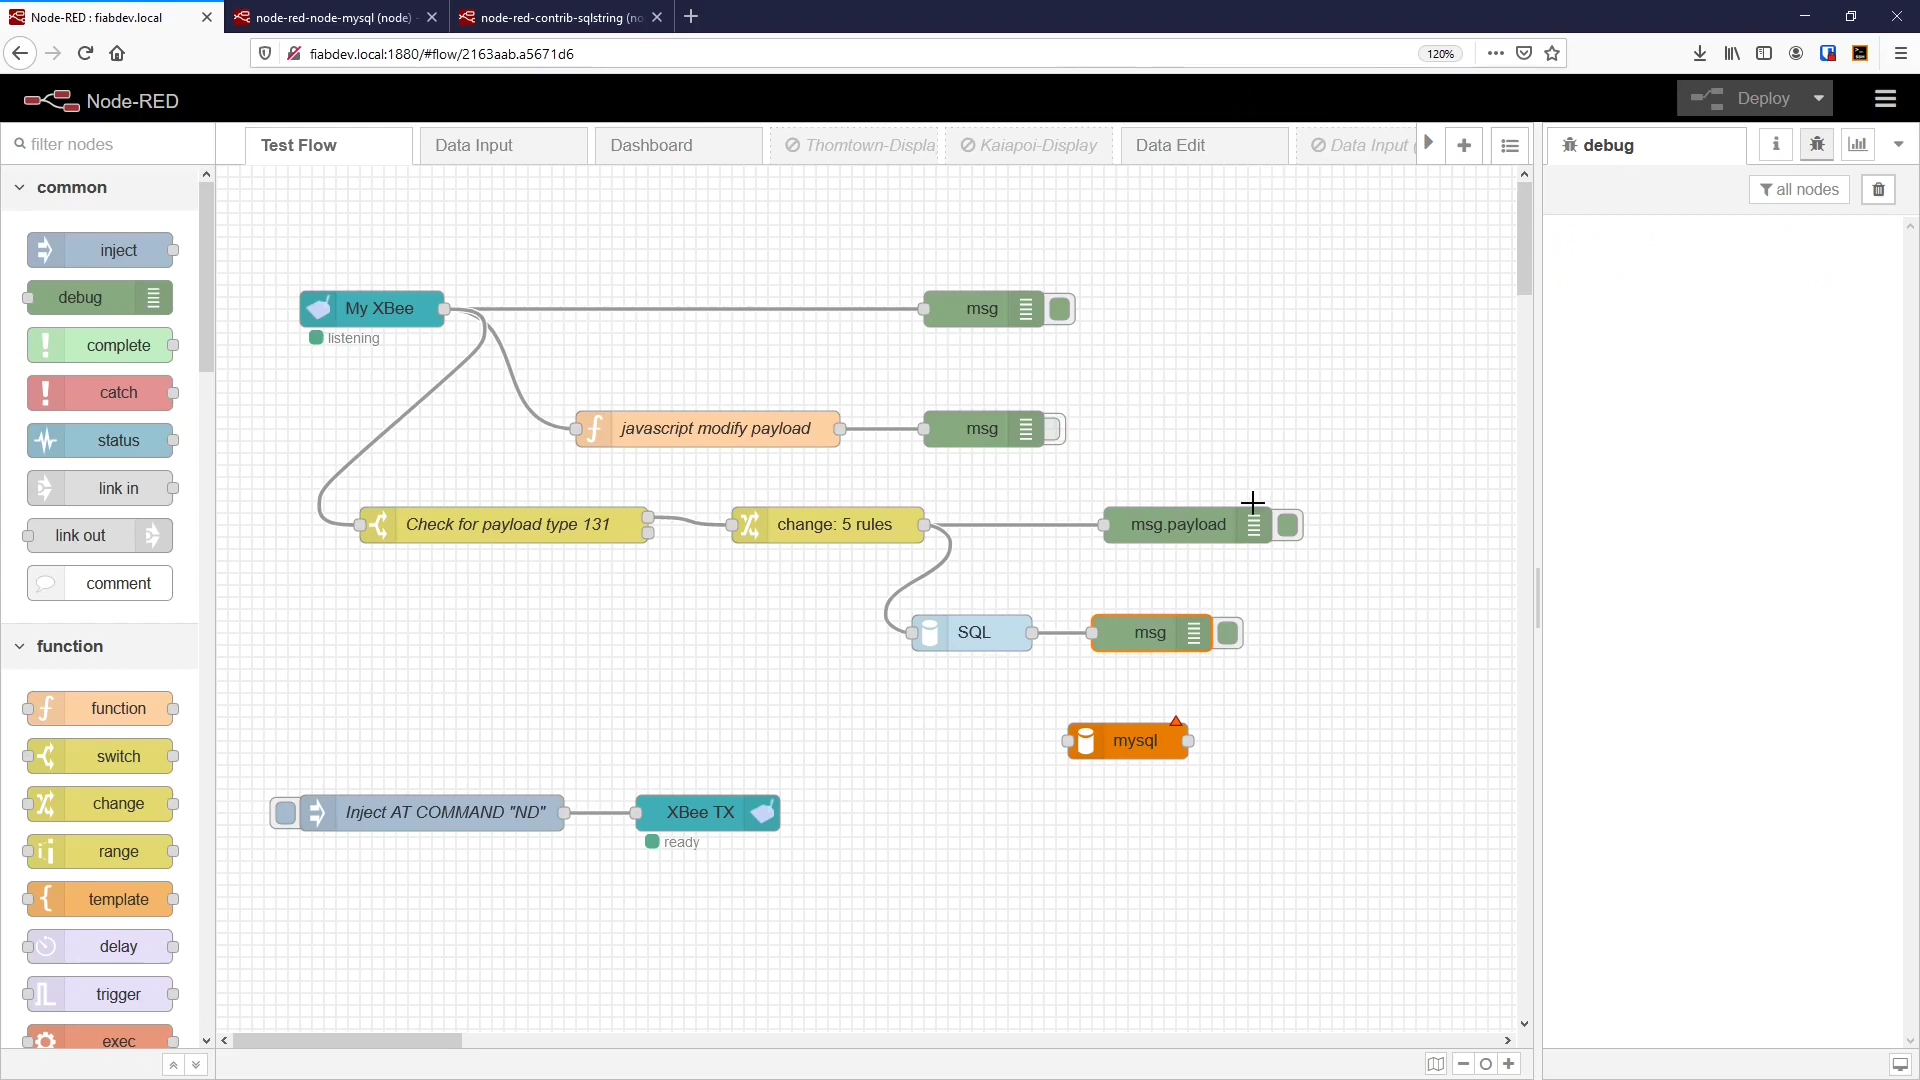 Node-RED : fiabdev.local
node-red-node-mysql (node)
node-red-contrib-sqlstring (no
fiabdev.local:1880/#flow/2163aab.a5671d6
120%
Node-RED
Deploy
filter nodes
Test Flow
Data Input
Dashboard
Thomtown-Displa
Kaiapoi-Display
Data Edit
Data Input (
debug
all nodes
common
inject
debug
complete
catch
status
link in
link out
comment
function
function
switch
change
range
template
delay
trigger
exec
My XBee
listening
msg
javascript modify payload
msg
Check for payload type 131
change: 5 rules
msg.payload
SQL
msg
mysql
Inject AT COMMAND "ND"
XBee TX
ready